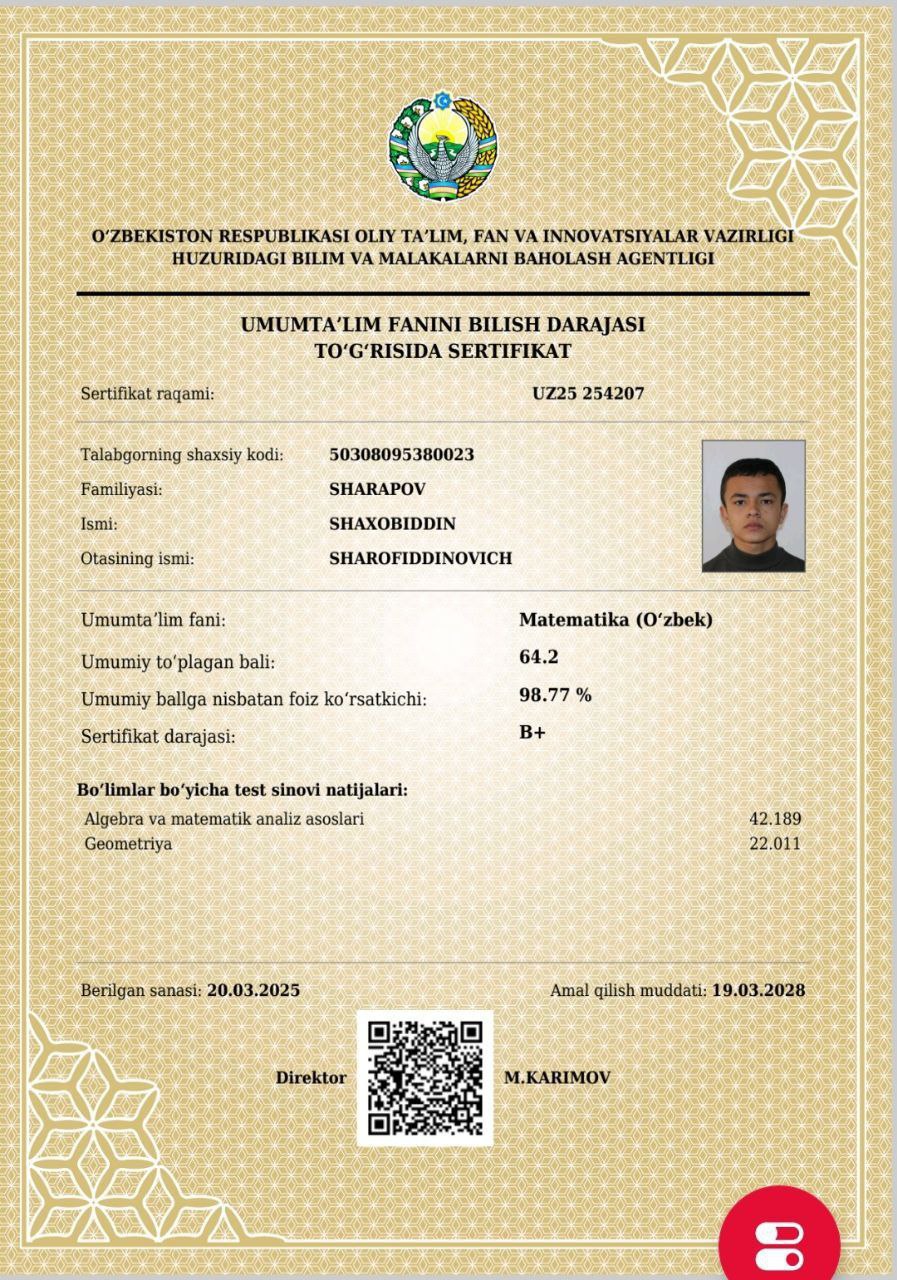 O‘ZBEKISTON RESPUBLIKASI OLIY TA’LIM, FAN VA INNOVATSIYALAR VAZIRLIGI
HUZURIDAGI BILIM VA MALAKALARNI BAHOLASH AGENTLIGI
UMUMTA’LIM FANINI BILISH DARAJASI
TO‘G‘RISIDA SERTIFIKAT
Sertifikat raqami: UZ25 254207
Talabgorning shaxsiy kodi: 50308095380023
Familiyasi: SHARAPOV
Ismi: SHAXOBIDDIN
Otasining ismi: SHAROFIDDINOVICH
Umumta’lim fani: Matematika (O‘zbek)
Umumiy to‘plagan bali: 64.2
Umumiy ballga nisbatan foiz ko‘rsatkichi: 98.77 %
Sertifikat darajasi: B+
Bo‘limlar bo‘yicha test sinovi natijalari:
Algebra va matematik analiz asoslari 42.189
Geometriya 22.011
Berilgan sanasi: 20.03.2025 Amal qilish muddati: 19.03.2028
Direktor M.KARIMOV